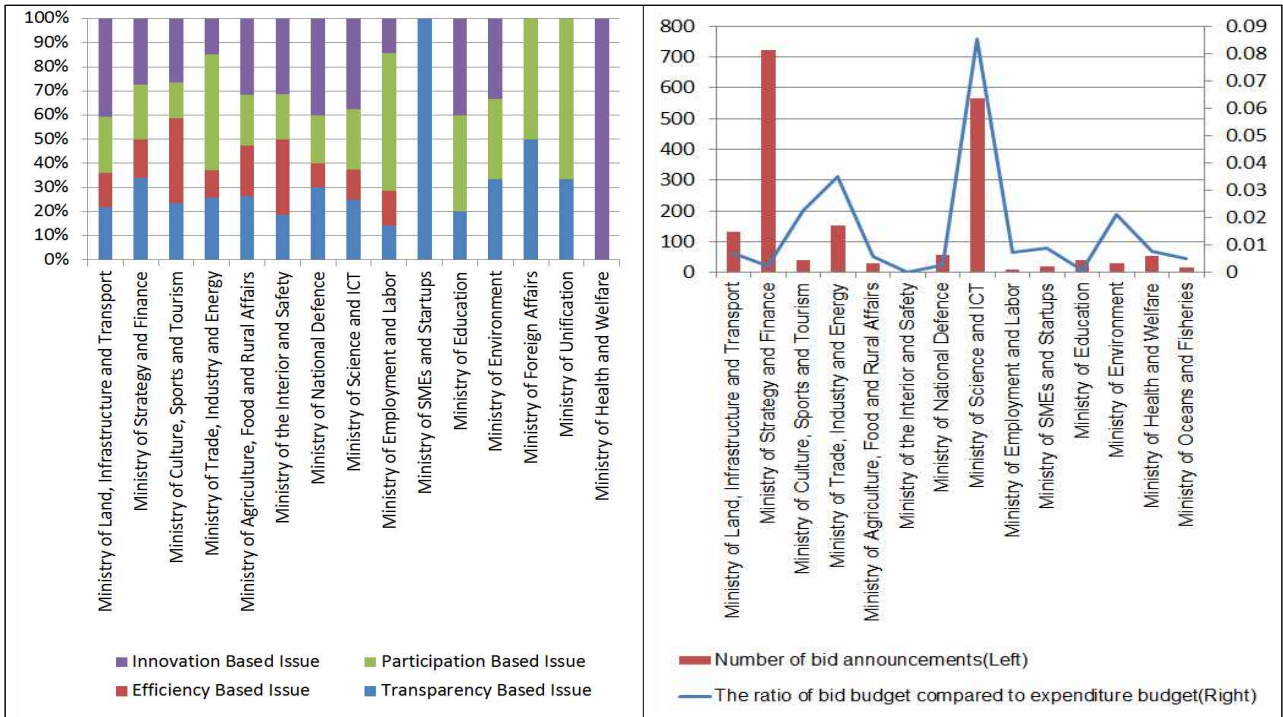 100%
90%
80%
70%
60%
50%
40%
30%
20%
10%
0%
Ministry of Land, Infrastructure and Transport
Ministry of Strategy and Finance
Ministry of Culture, Sports and Tourism
Ministry of Trade, Industry and Energy
Ministry of Agriculture, Food and Rural Affairs
Ministry of the Interior and Safety
Ministry of National Defence
Ministry of Science and ICT
Ministry of Employment and Labor
Ministry of SMEs and Startups
Ministry of Education
Ministry of Environment
Ministry of Foreign Affairs
Ministry of Unification
Ministry of Health and Welfare
Innovation Based Issue
Participation Based Issue
Efficiency Based Issue
Transparency Based Issue
800
700
600
500
400
300
200
100
0
0.09
0.08
0.07
0.06
0.05
0.04
0.03
0.02
0.01
0
Ministry of Land, Infrastructure and Transport
Ministry of Strategy and Finance
Ministry of Culture, Sports and Tourism
Ministry of Trade, Industry and Energy
Ministry of Agriculture, Food and Rural Affairs
Ministry of the Interior and Safety
Ministry of National Defence
Ministry of Science and ICT
Ministry of Employment and Labor
Ministry of SMEs and Startups
Ministry of Education
Ministry of Environment
Ministry of Health and Welfare
Ministry of Oceans and Fisheries
Number of bid announcements(Left)
The ratio of bid budget compared to expenditure budget(Right)